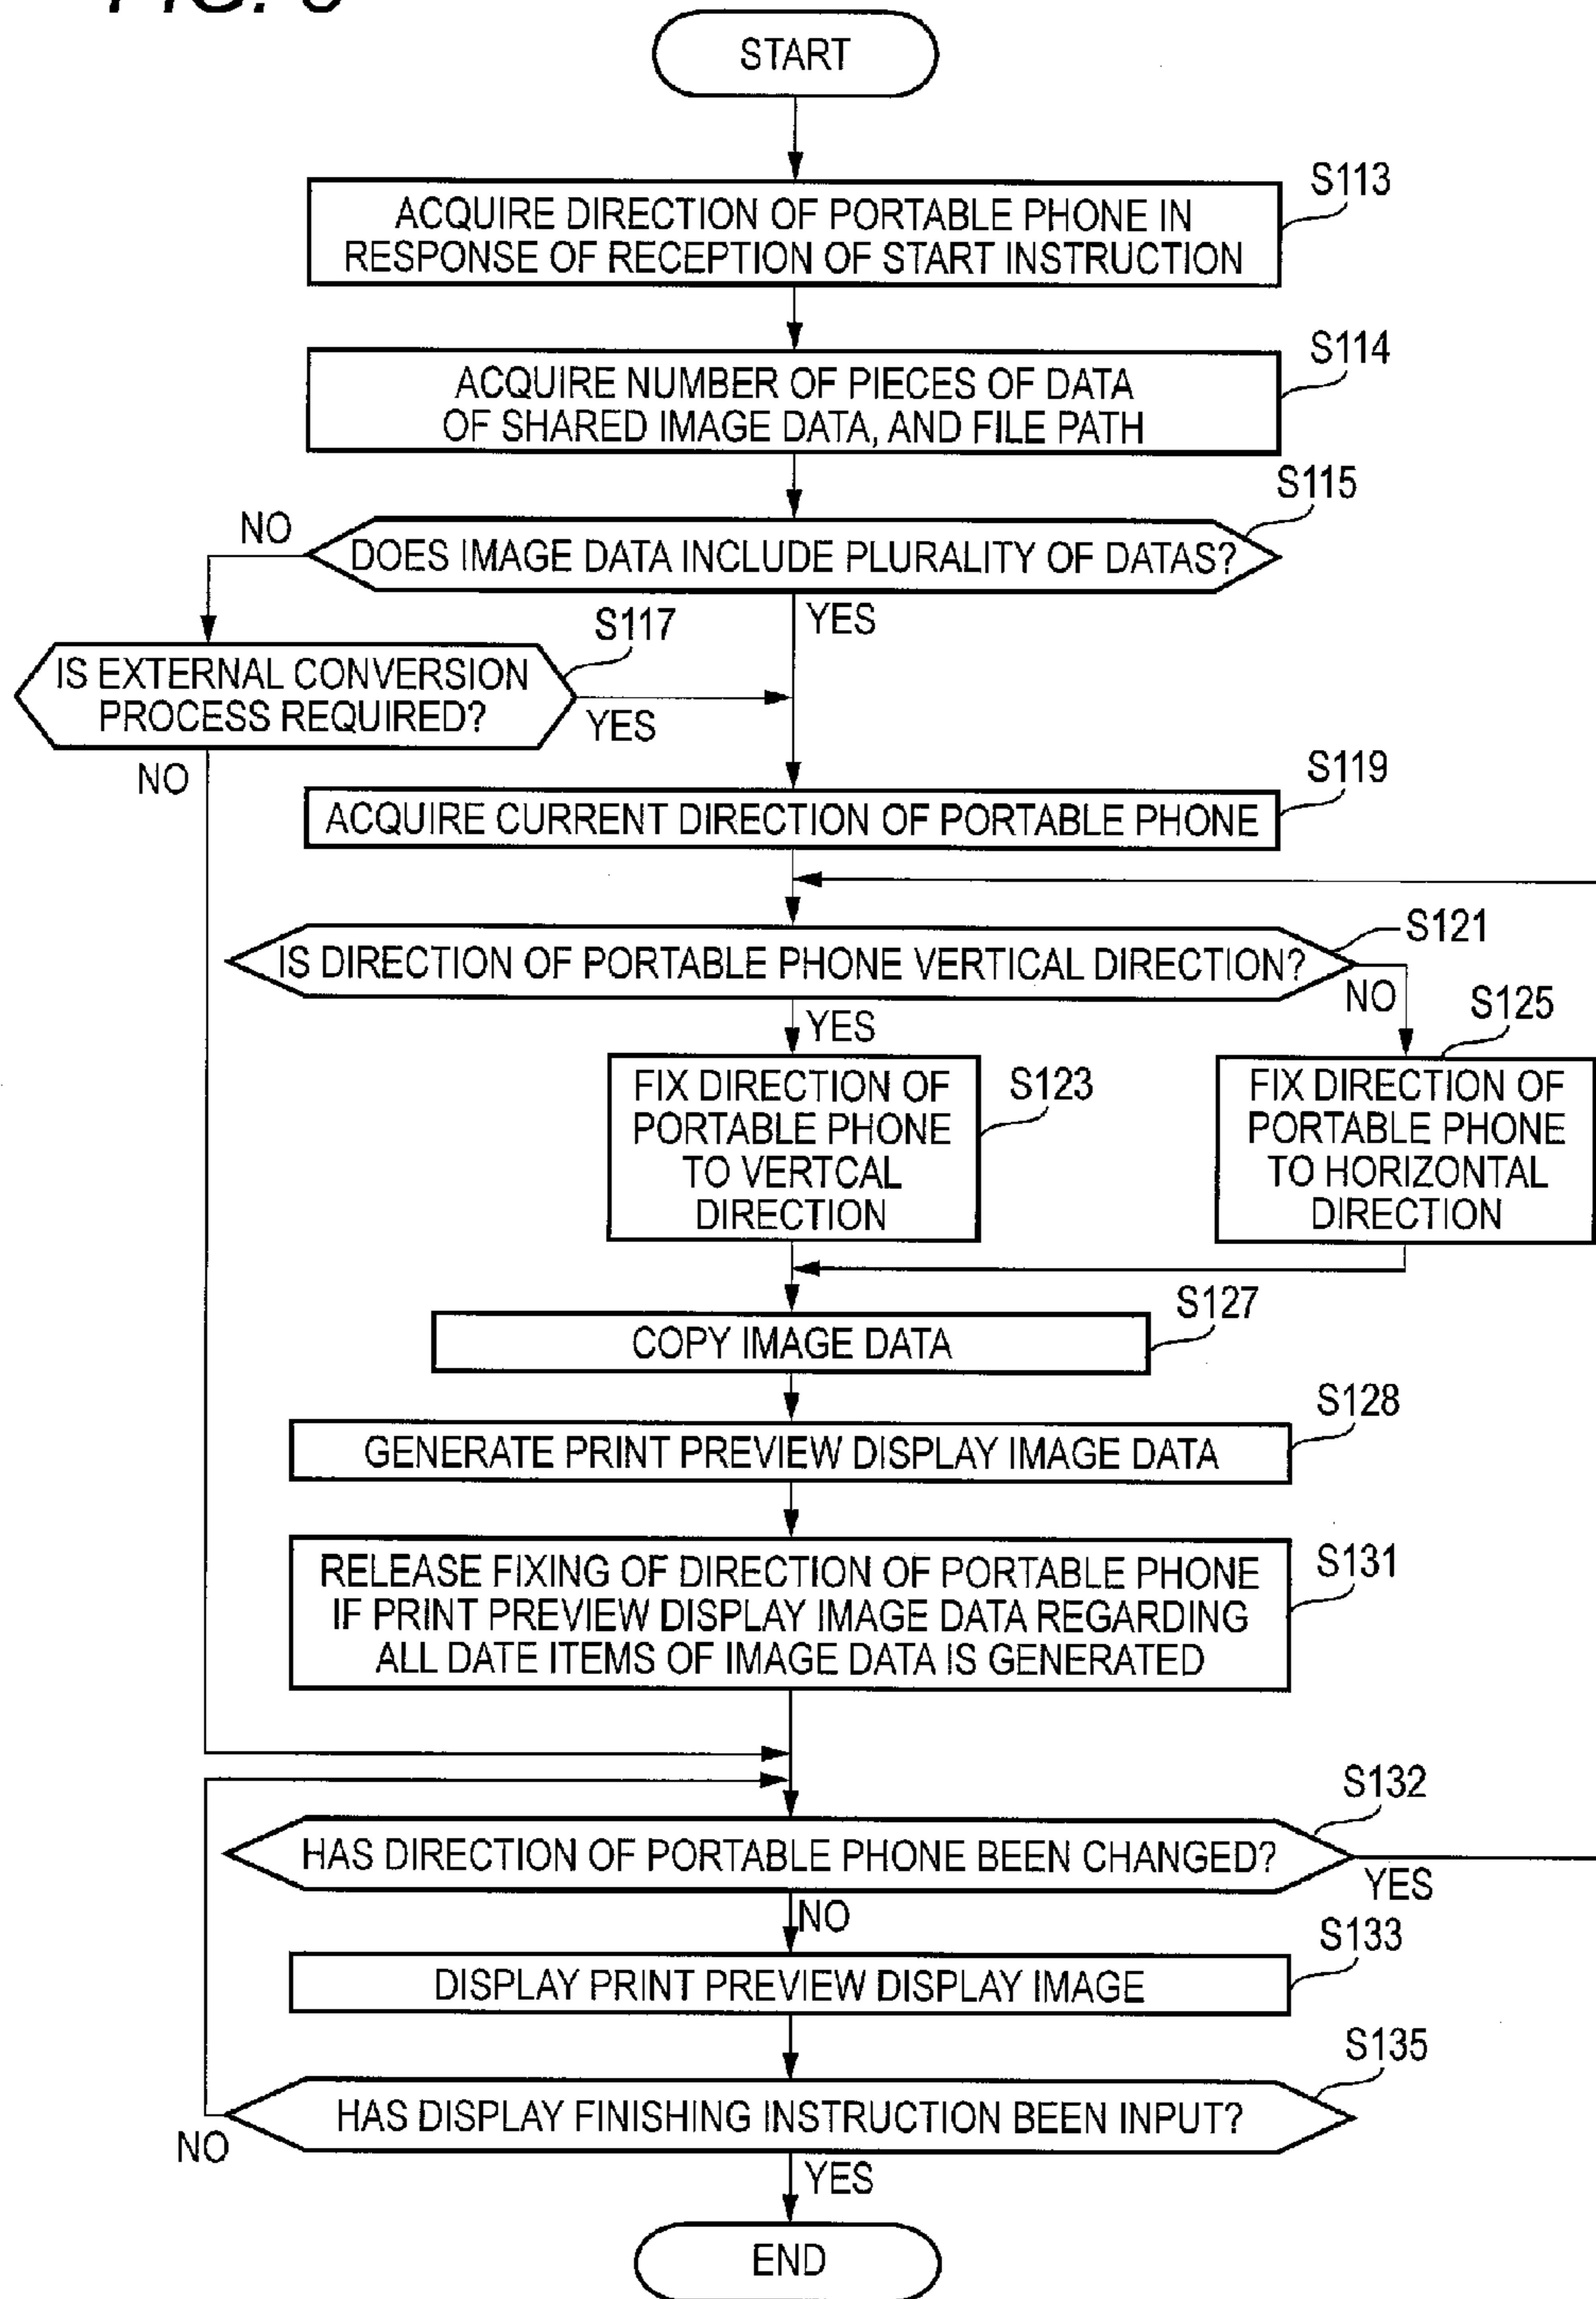 START
S113
ACQUIRE DIRECTION OF PORTABLE PHONE IN
RESPONSE OF RECEPTION OF START INSTRUCTION
S114
ACQUIRE NUMBER OF PIECES OF DATA
OF SHARED IMAGE DATA, AND FILE PATH
S115
NO
DOES IMAGE DATA INCLUDE PLURALITY OF DATAS?
YES
S117
IS EXTERNAL CONVERSION
PROCESS REQUIRED?
YES
NO
S119
ACQUIRE CURRENT DIRECTION OF PORTABLE PHONE
S121
IS DIRECTION OF PORTABLE PHONE VERTICAL DIRECTION?
NO
YES
S125
S123
FIX DIRECTION OF
PORTABLE PHONE
TO VERTCAL
DIRECTION
FIX DIRECTION OF
PORTABLE PHONE
TO HORIZONTAL
DIRECTION
S127
COPY IMAGE DATA
S128
GENERATE PRINT PREVIEW DISPLAY IMAGE DATA
S131
RELEASE FIXING OF DIRECTION OF PORTABLE PHONE
IF PRINT PREVIEW DISPLAY IMAGE DATA REGARDING
ALL DATE ITEMS OF IMAGE DATA IS GENERATED
S132
HAS DIRECTION OF PORTABLE PHONE BEEN CHANGED?
YES
NO
S133
DISPLAY PRINT PREVIEW DISPLAY IMAGE
S135
HAS DISPLAY FINISHING INSTRUCTION BEEN INPUT?
NO
YES
END